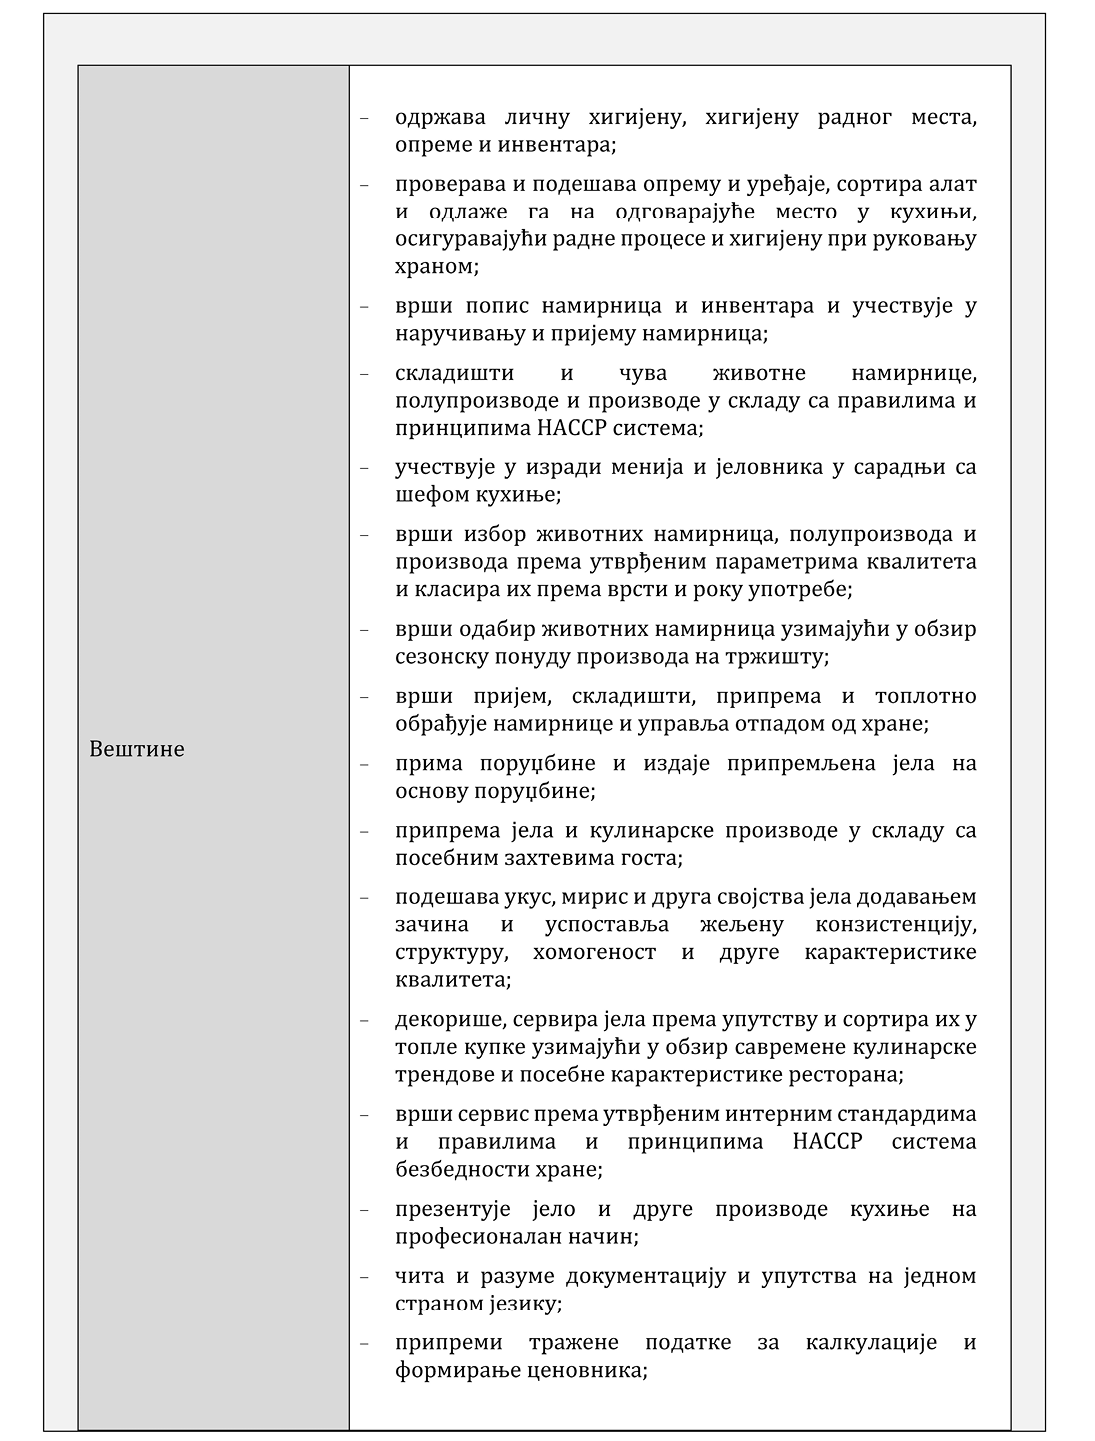 – одржава личну хигијену, хигијену радног места,
опреме и инвентара;
– проверава и подешава опрему и уређаје, сортира алат
и одлаже га на одговарајуће место у кухињи,
осигуравајући радне процесе и хигијену при руковању
храном;
– врши попис намирница и инвентара и учествује у
наручивању и пријему намирница;
– складишти и чува животне намирнице,
полупроизводе и производе у складу са правилима и
принципима НАССР система;
– учествује у изради менија и јеловника у сарадњи са
шефом кухиње;
– врши избор животних намирница, полупроизвода и
производа према утврђеним параметрима квалитета
и класира их према врсти и року употребе;
– врши одабир животних намирница узимајући у обзир
сезонску понуду производа на тржишту;
– врши пријем, складишти, припрема и топлотно
обрађује намирнице и управља отпадом од хране;
Вештине
– прима поруџбине и издаје припремљена јела на
основу поруџбине;
– припрема јела и кулинарске производе у складу са
посебним захтевима госта;
– подешава укус, мирис и друга својства јела додавањем
зачина и успоставља жељену конзистенцију,
структуру, хомогеност и друге карактеристике
квалитета;
– декорише, сервира јела према упутству и сортира их у
топле купке узимајући у обзир савремене кулинарске
трендове и посебне карактеристике ресторана;
– врши сервис према утврђеним интерним стандардима
и правилима и принципима НАССР система
безбедности хране;
– презентује јело и друге производе кухиње на
професионалан начин;
– чита и разуме документацију и упутства на једном
страном језику;
– припреми тражене податке за калкулације и
формирање ценовника;